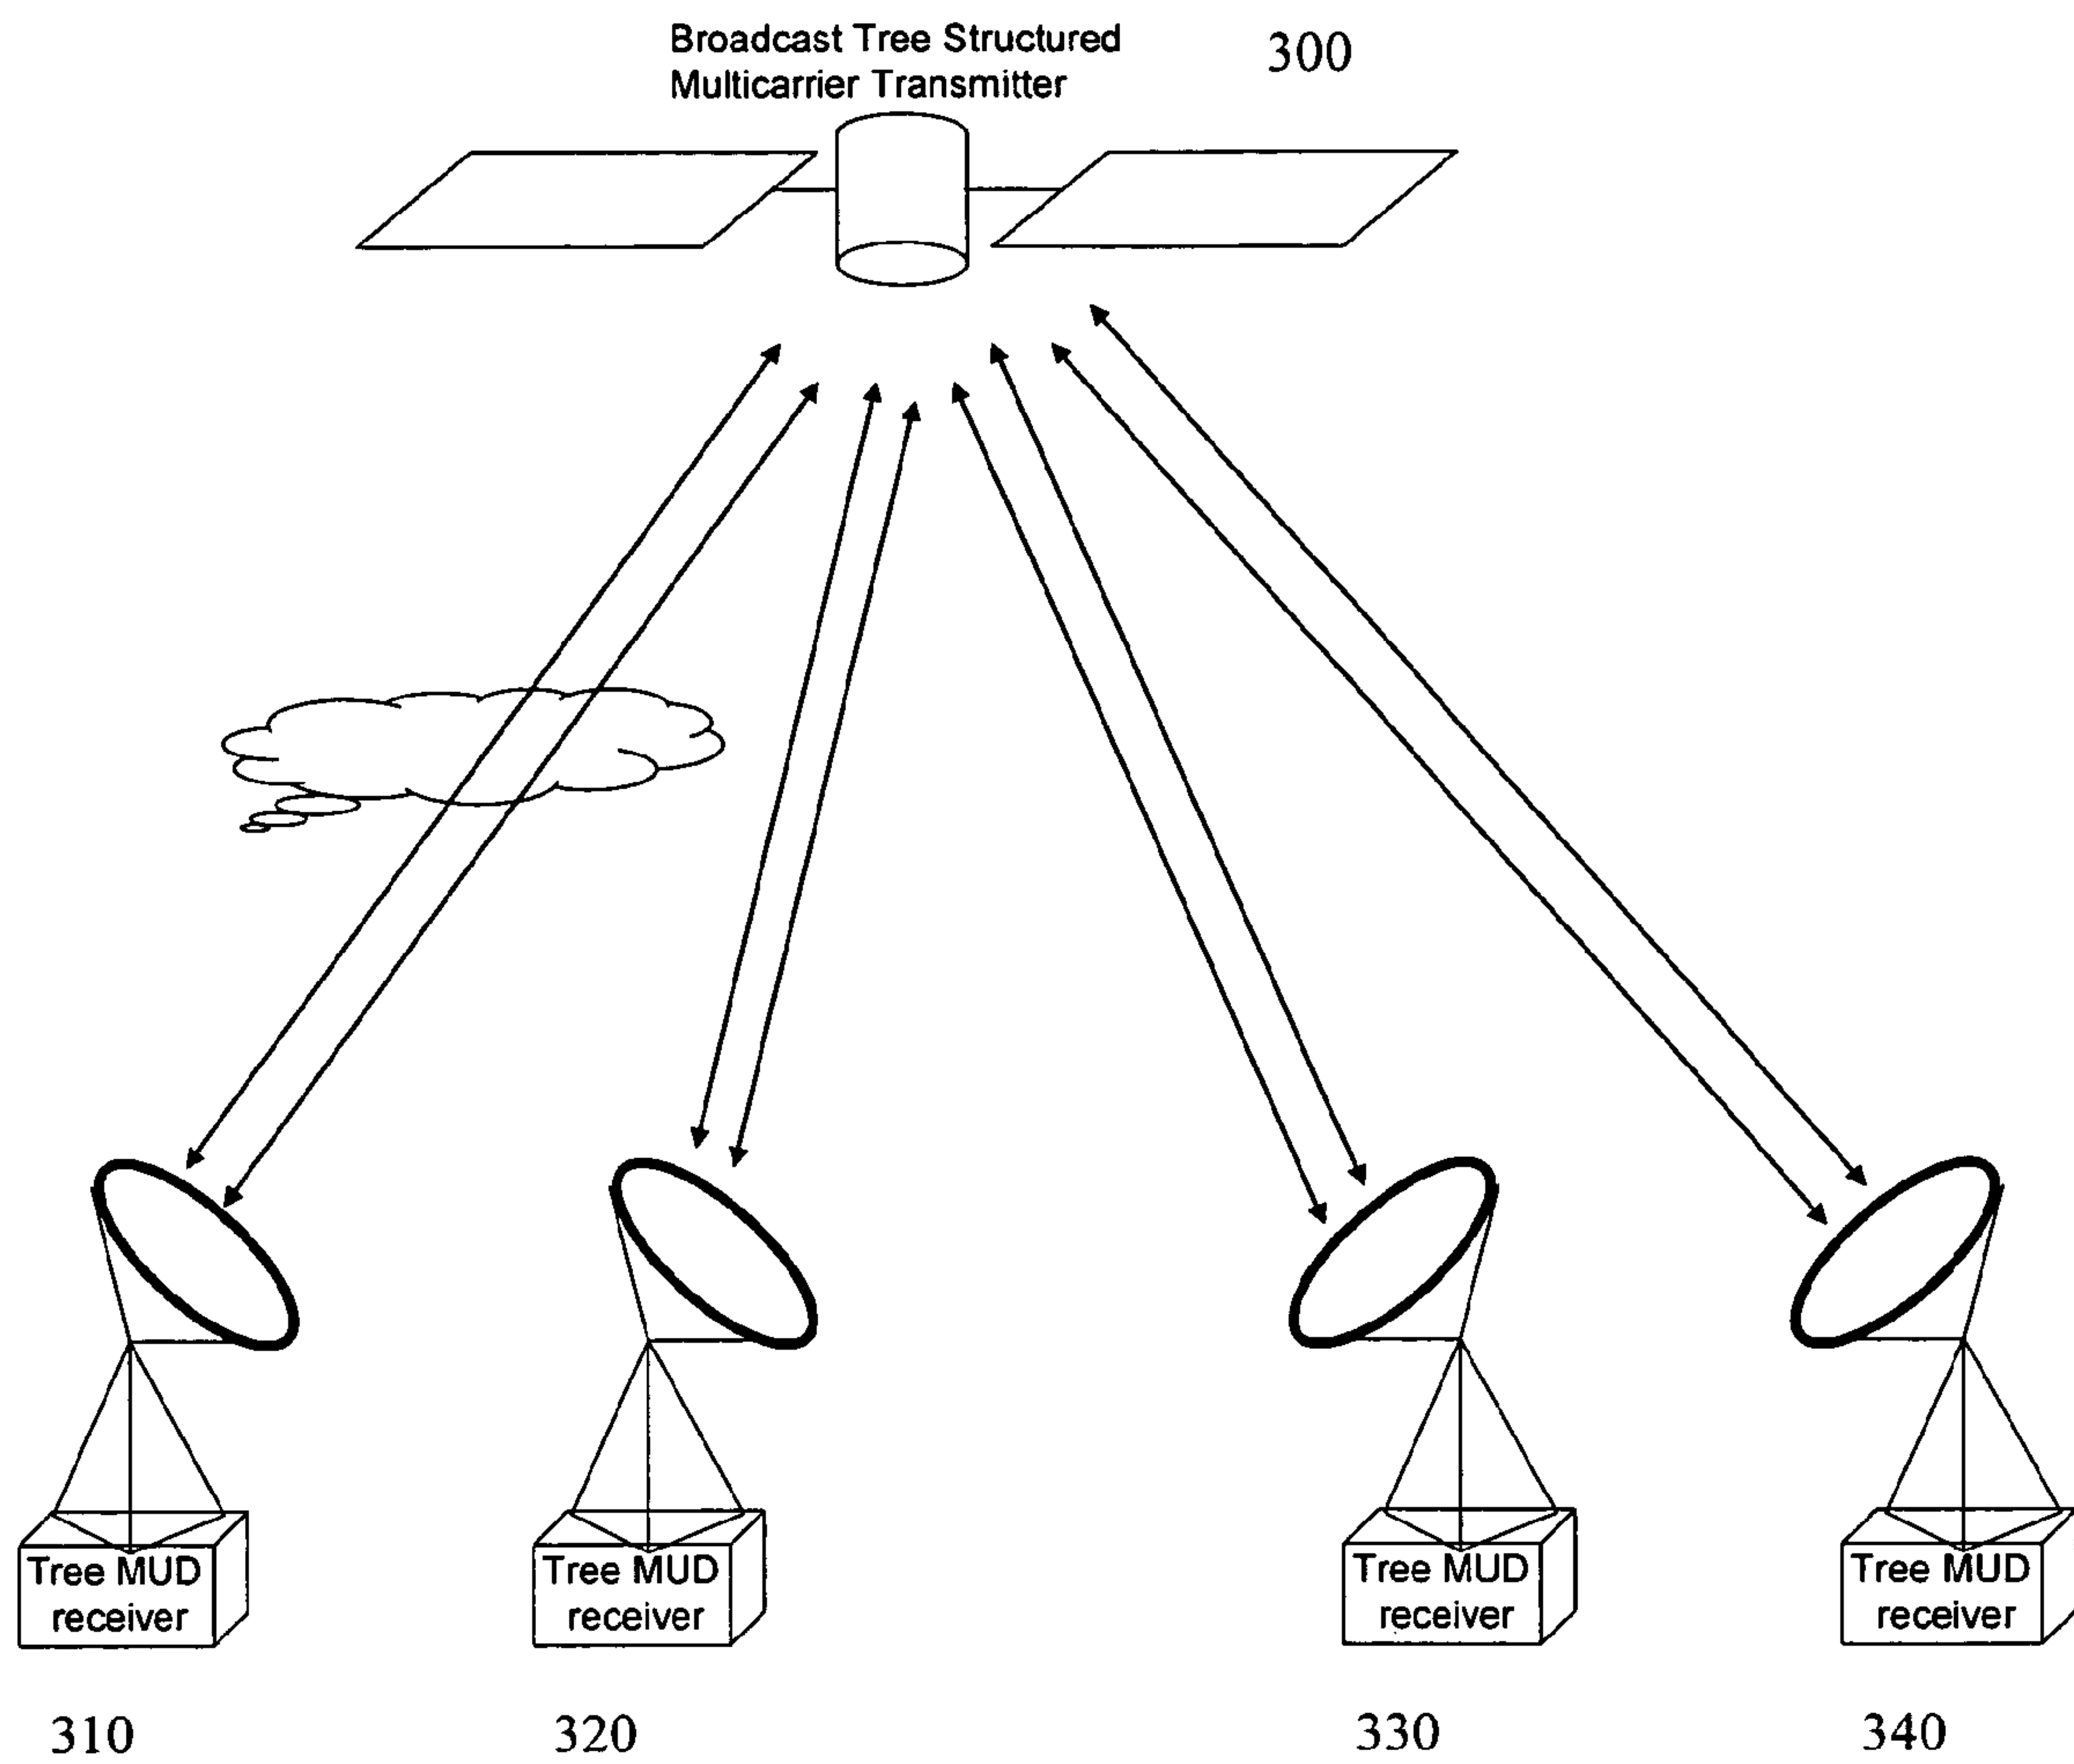 Broadcast Tree Structured
Multicarrier Transmitter
300
Tree MUD
receiver
Tree MUD
receiver
Tree MUD
receiver
Tree MUD
receiver
310
320
330
340